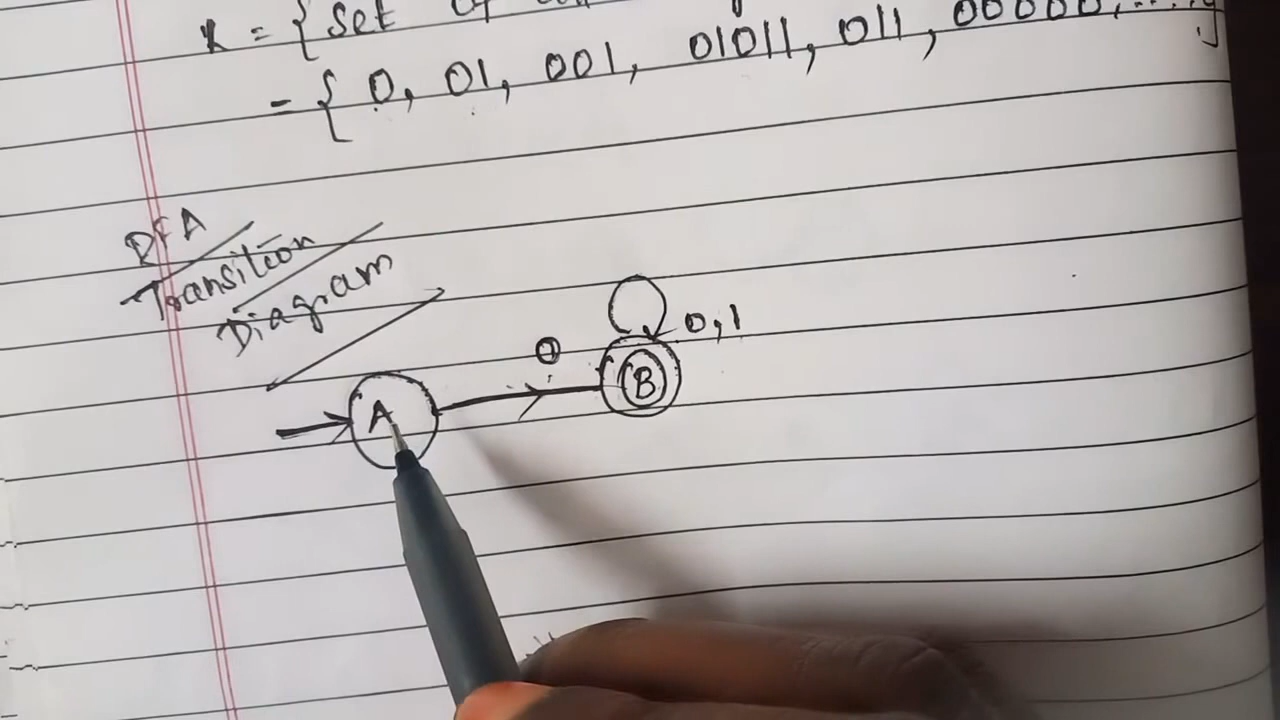 = { Set
= { 0, 01, 001, 01011, 011, 00000, ....}
DFA
Transition
Diagram
0
0,1
A
B